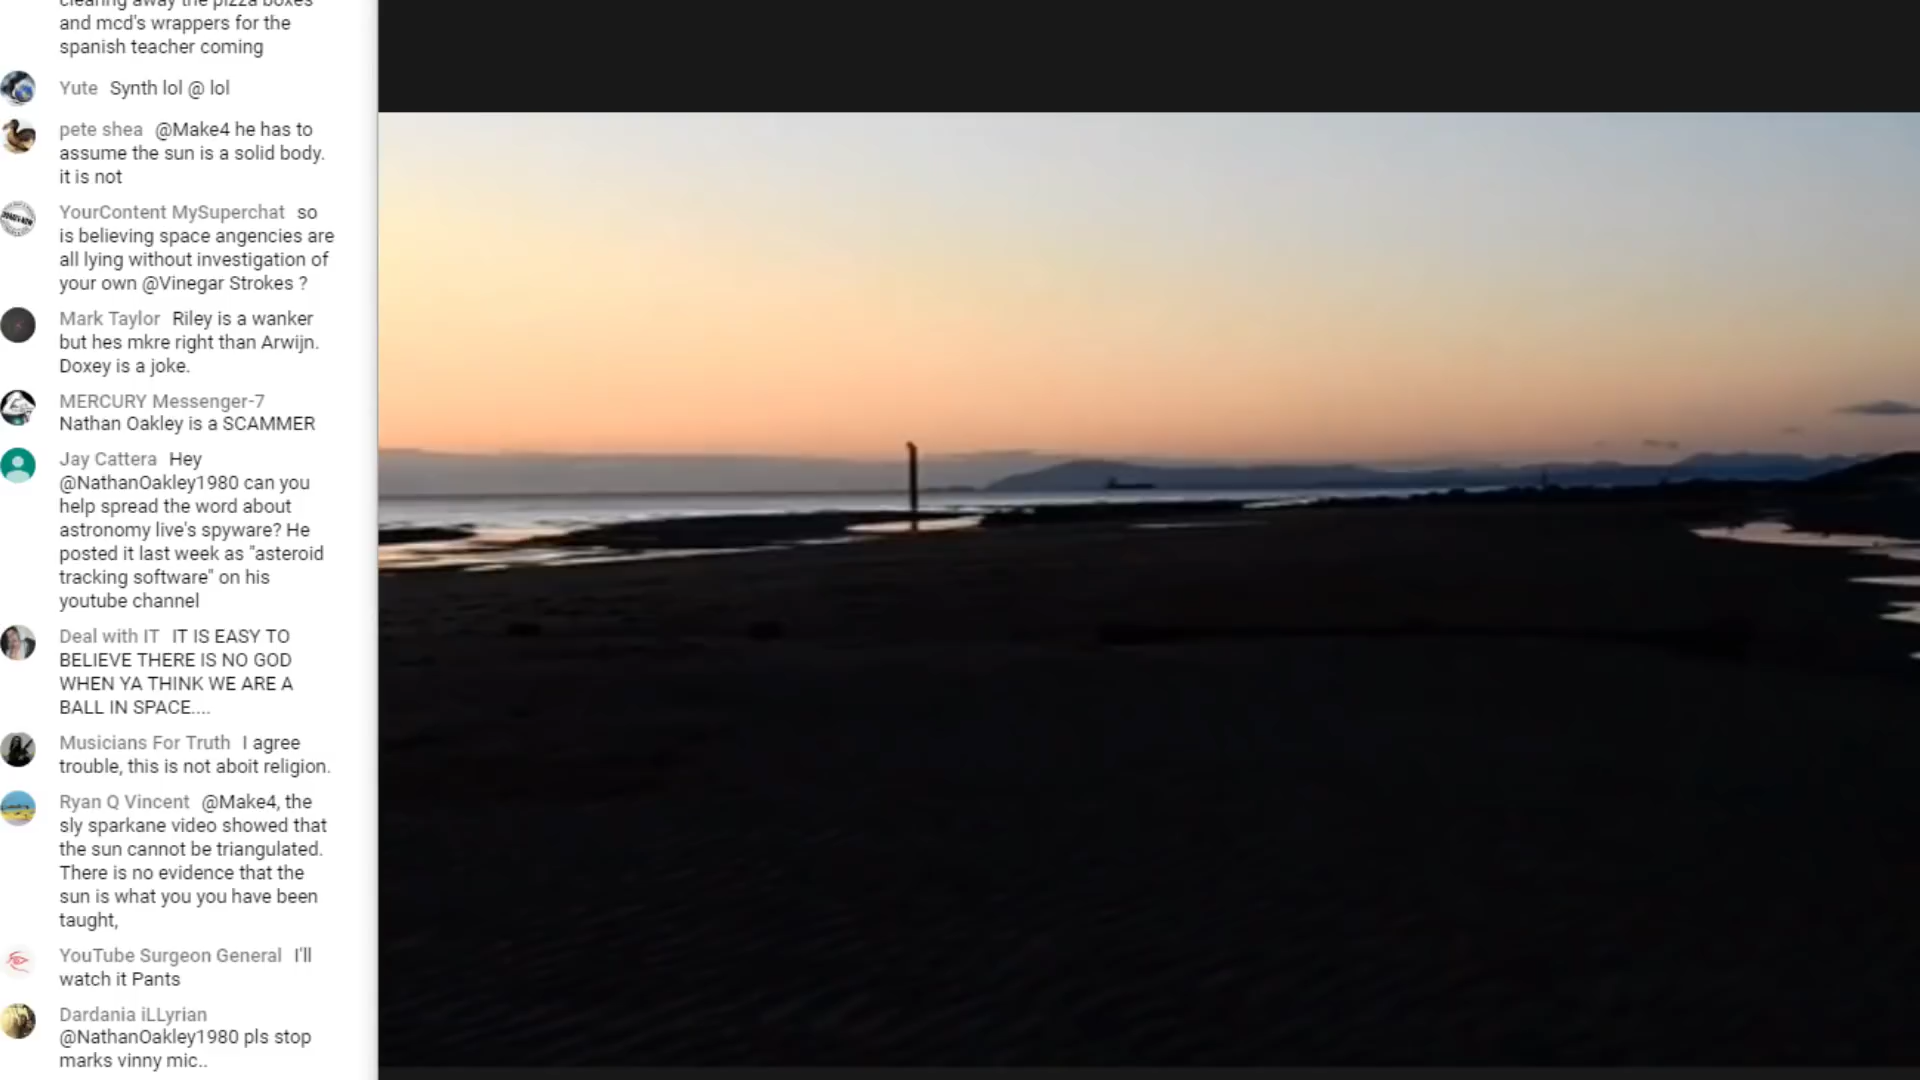 clearing away the pizza boxes
and mcd's wrappers for the
spanish teacher coming
Yute Synth lol @ lol
pete shea @Make4 he has to
assume the sun is a solid body.
it is not
YourContent MySuperchat so
is believing space angencies are
all lying without investigation of
your own @Vinegar Strokes ?
Mark Taylor Riley is a wanker
but hes mkre right than Arwijn.
Doxey is a joke.
MERCURY Messenger-7
Nathan Oakley is a SCAMMER
Jay Cattera Hey
@NathanOakley1980 can you
help spread the word about
astronomy live's spyware? He
posted it last week as "asteroid
tracking software" on his
youtube channel
Deal with IT IT IS EASY TO
BELIEVE THERE IS NO GOD
WHEN YA THINK WE ARE A
BALL IN SPACE....
Musicians For Truth I agree
trouble, this is not aboit religion.
Ryan Q Vincent @Make4, the
sly sparkane video showed that
the sun cannot be triangulated.
There is no evidence that the
sun is what you you have been
taught,
YouTube Surgeon General I'll
watch it Pants
Dardania iLLyrian
@NathanOakley1980 pls stop
marks vinny mic..